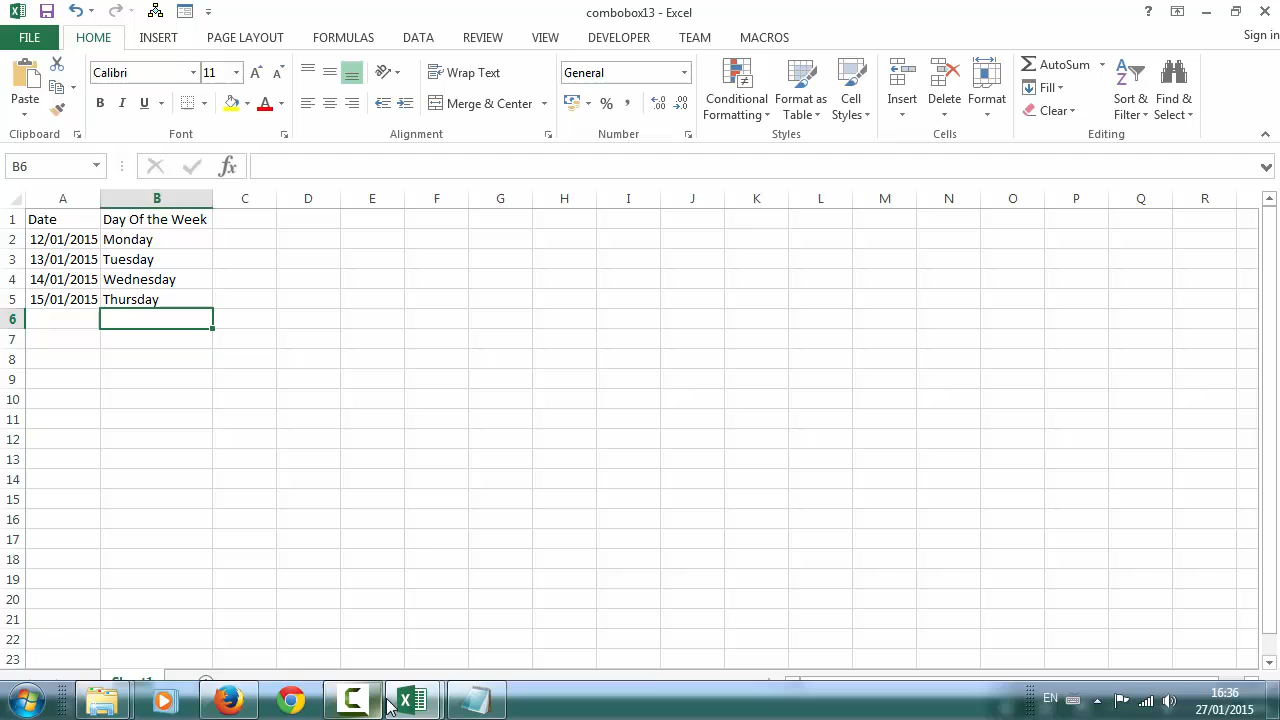 combobox13 - Excel
?
Sign in
FILE HOME INSERT PAGE LAYOUT FORMULAS DATA REVIEW VIEW DEVELOPER TEAM MACROS
Paste
Calibri 11
B I U A
Wrap Text
Merge & Center
General
%
Conditional Formatting
Format as Table
Cell Styles
Insert
Delete
Format
AutoSum
Fill
Clear
Sort & Filter
Find & Select
Clipboard Font Alignment Number Styles Cells Editing
B6 fx
A B C D E F G H I J K L M N O P Q R
1 Date Day Of the Week
2 12/01/2015 Monday
3 13/01/2015 Tuesday
4 14/01/2015 Wednesday
5 15/01/2015 Thursday
6
7
8
9
10
11
12
13
14
15
16
17
18
19
20
21
22
23
EN 16:36
27/01/2015